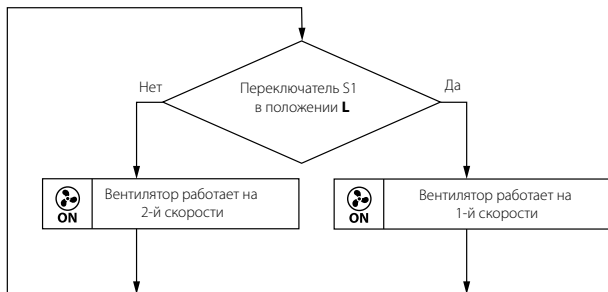 Переключатель S1
в положении L
Нет
Да
ON
Вентилятор работает на
2-й скорости
ON
Вентилятор работает на
1-й скорости